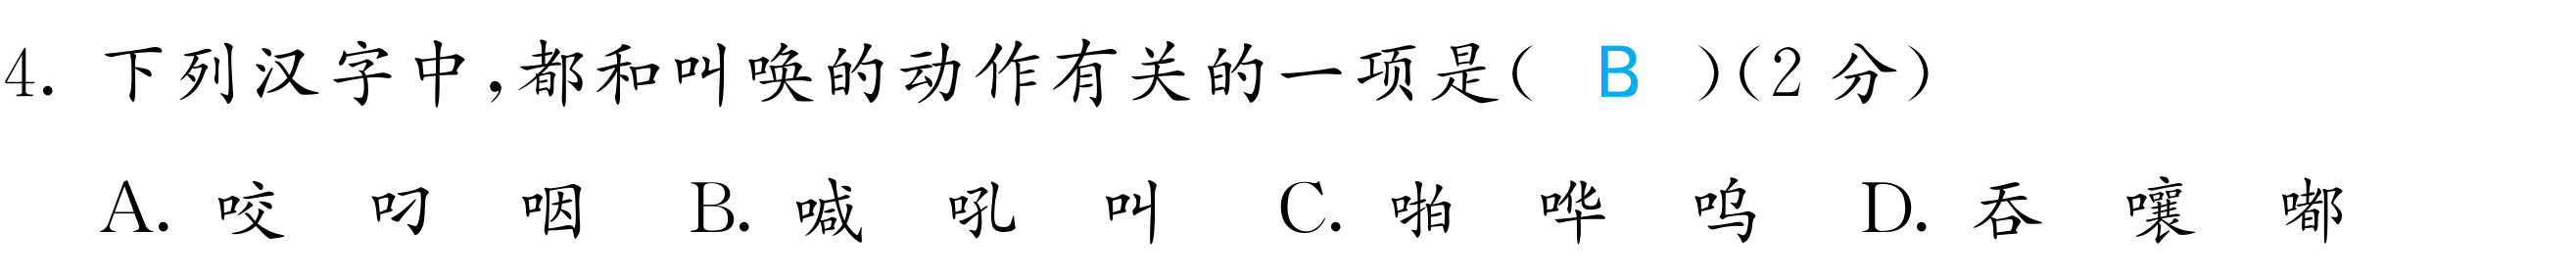 4. 下列汉字中,都和叫唤的动作有关的一项是( B )(2 分)
A. 咬 叼 咽 B. 喊 吼 叫 C. 啪 哗 呜 D. 吞 嚷 嘟